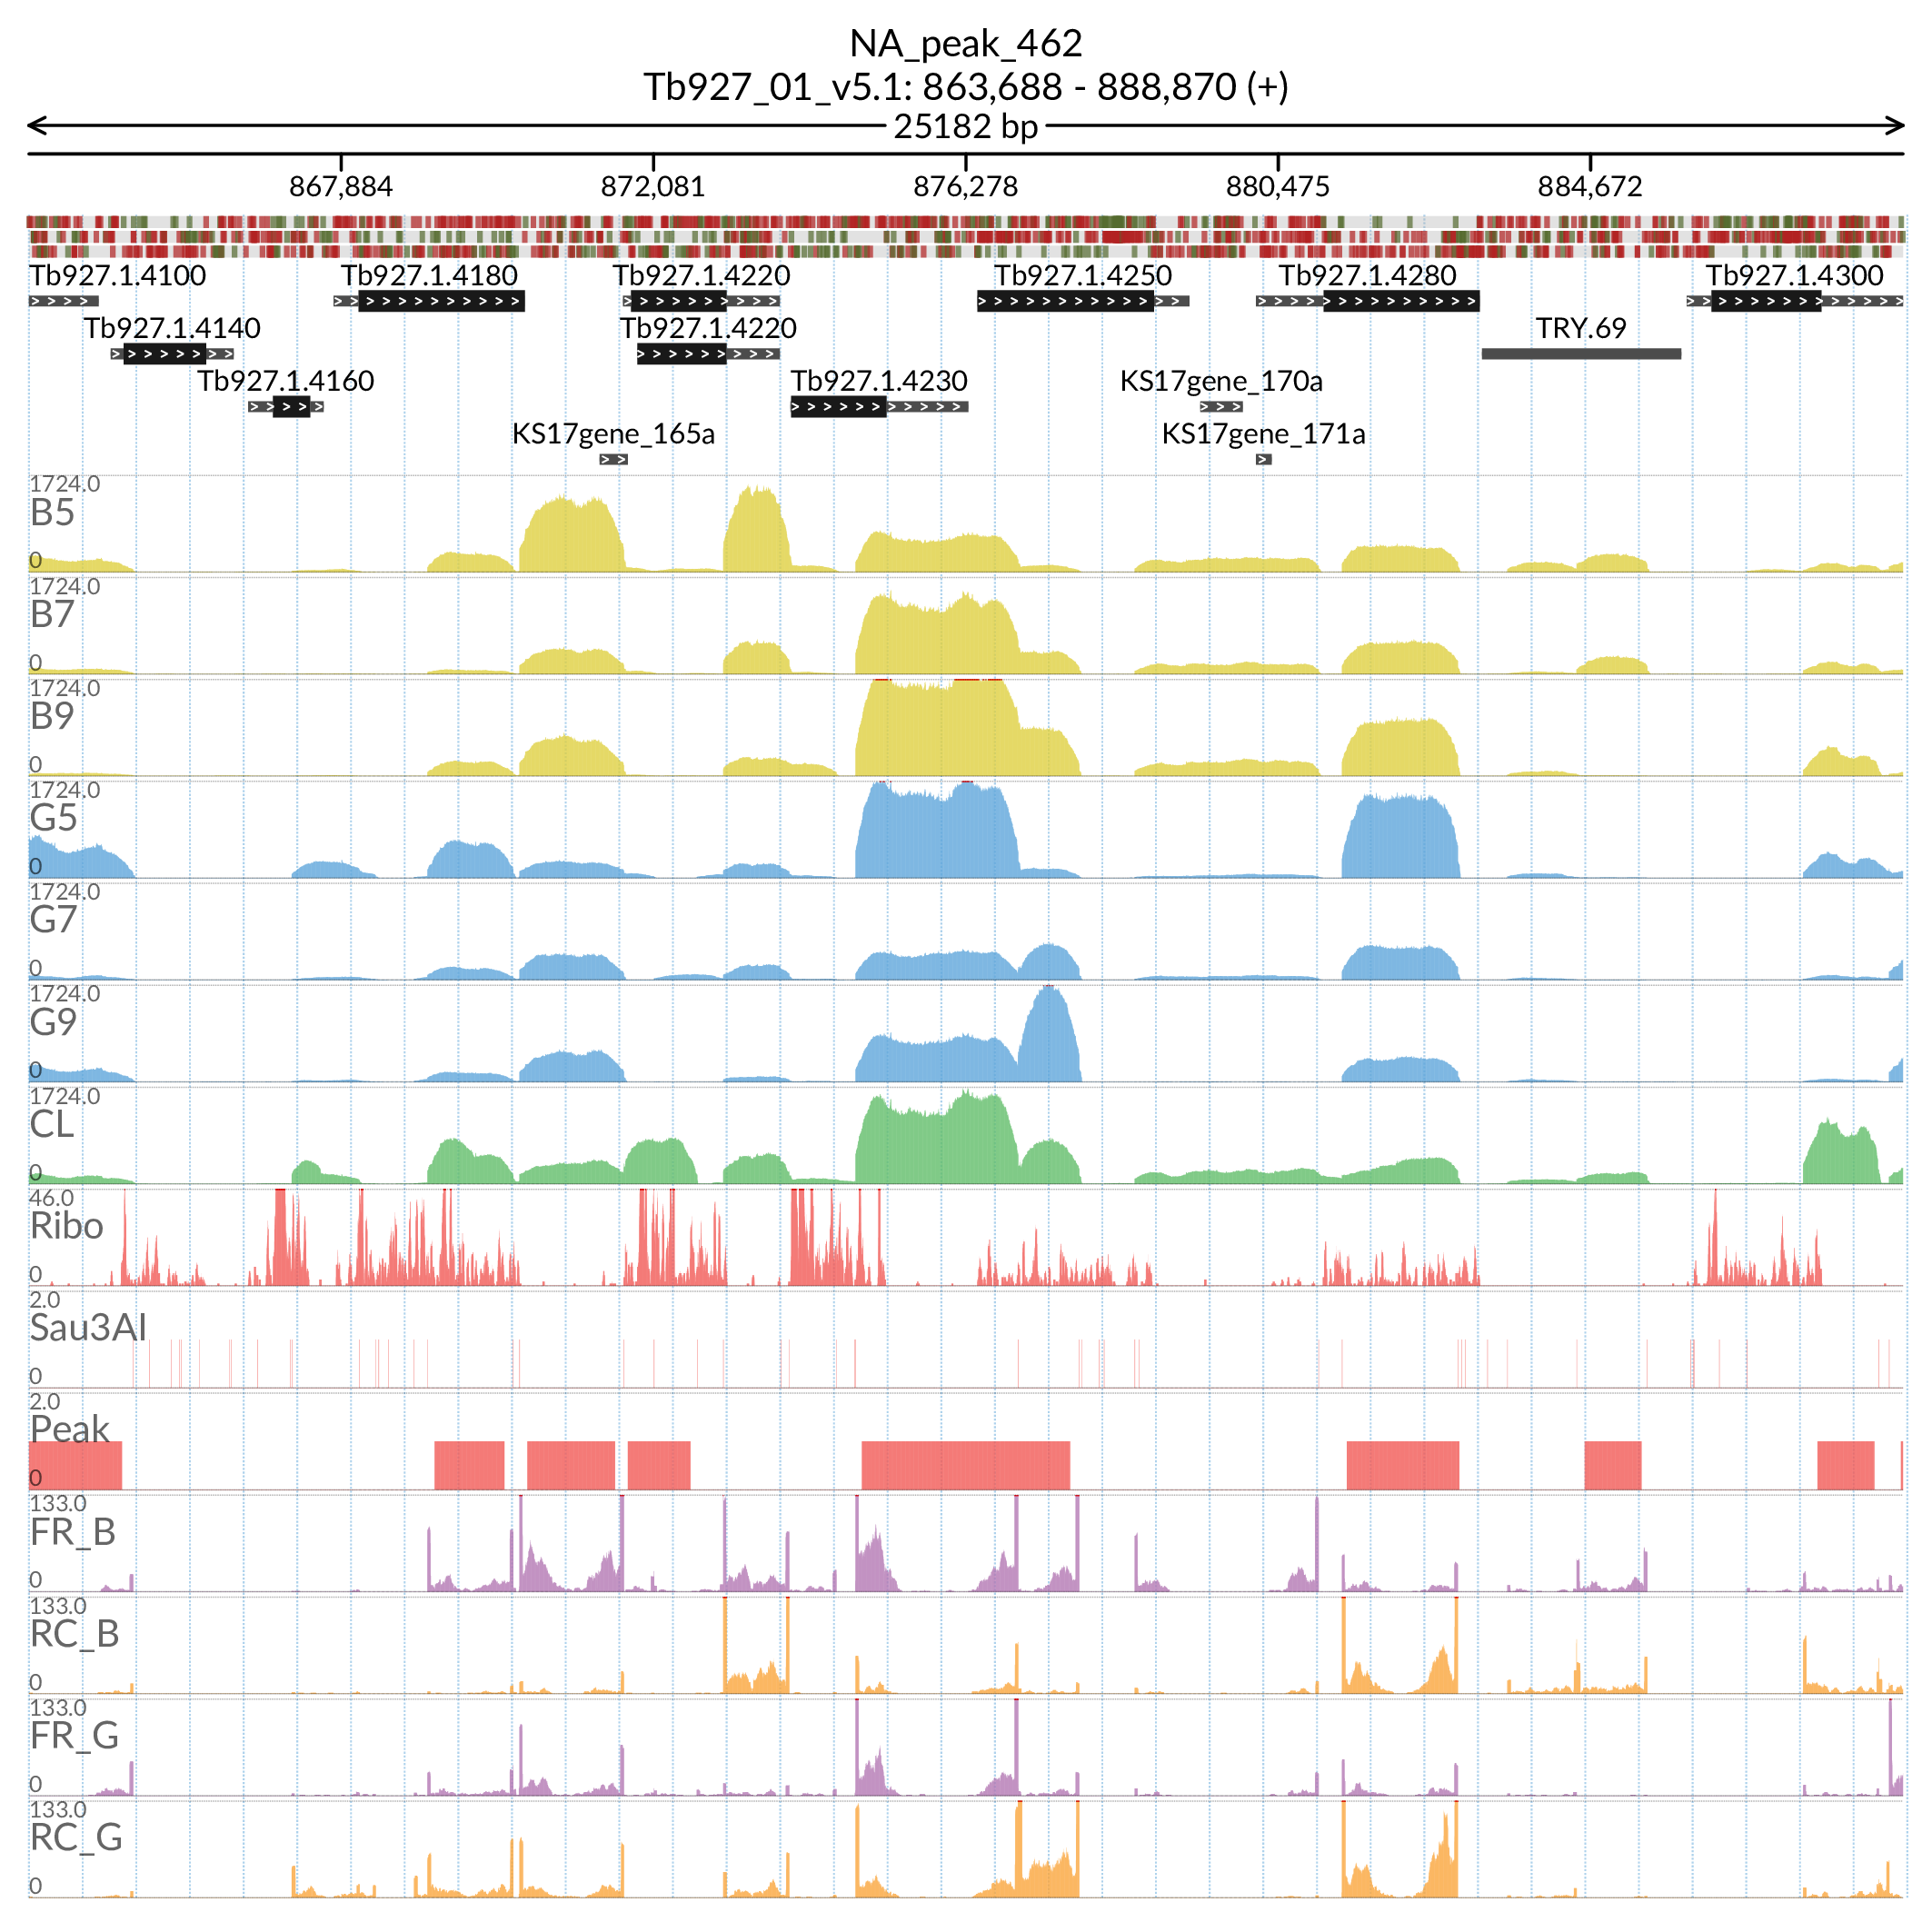 NA_peak_462
Tb927_01_v5.1: 863,688 - 888,870 (+)
25182 bp
867,884 872,081 876,278 880,475 884,672
Tb927.1.4100 Tb927.1.4180 Tb927.1.4220 Tb927.1.4250 Tb927.1.4280 Tb927.1.4300
Tb927.1.4140 Tb927.1.4220 TRY.69
Tb927.1.4160 Tb927.1.4230 KS17gene_170a
KS17gene_165a KS17gene_171a
1724.0
B5
0
1724.0
B7
0
1724.0
B9
0
1724.0
G5
0
1724.0
G7
0
1724.0
G9
0
1724.0
CL
0
46.0
Ribo
0
2.0
Sau3AI
0
2.0
Peak
0
133.0
FR_B
0
133.0
RC_B
0
133.0
FR_G
0
133.0
RC_G
0